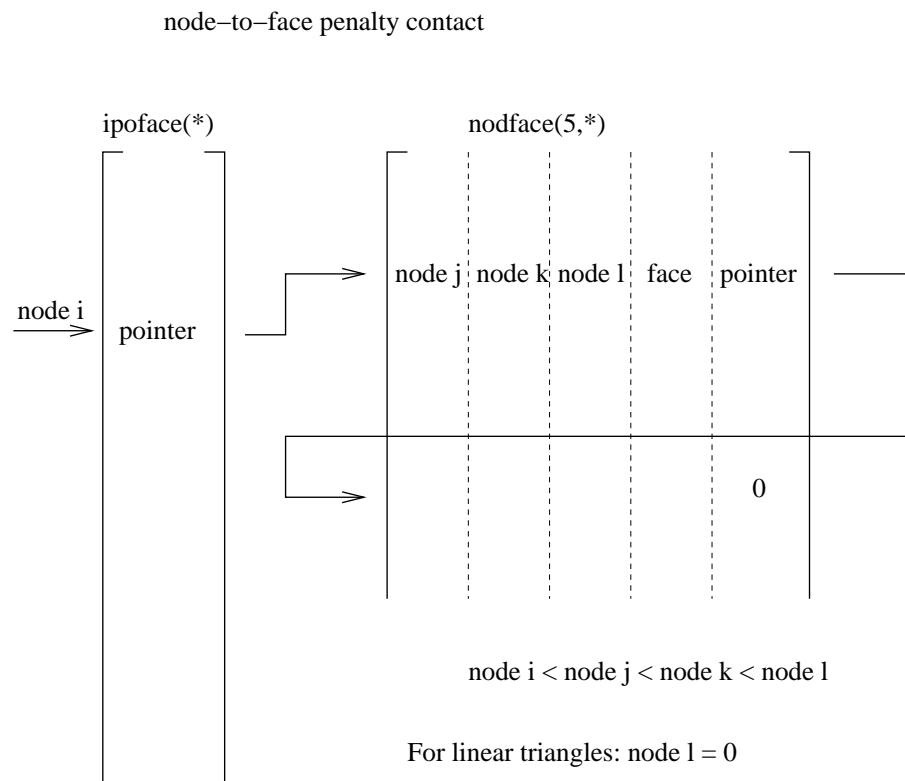 node−to−face penalty contact
ipoface(*)
nodface(5,*)
node j node k node l face pointer
node i
pointer
0
node i < node j < node k < node l
For linear triangles: node l = 0